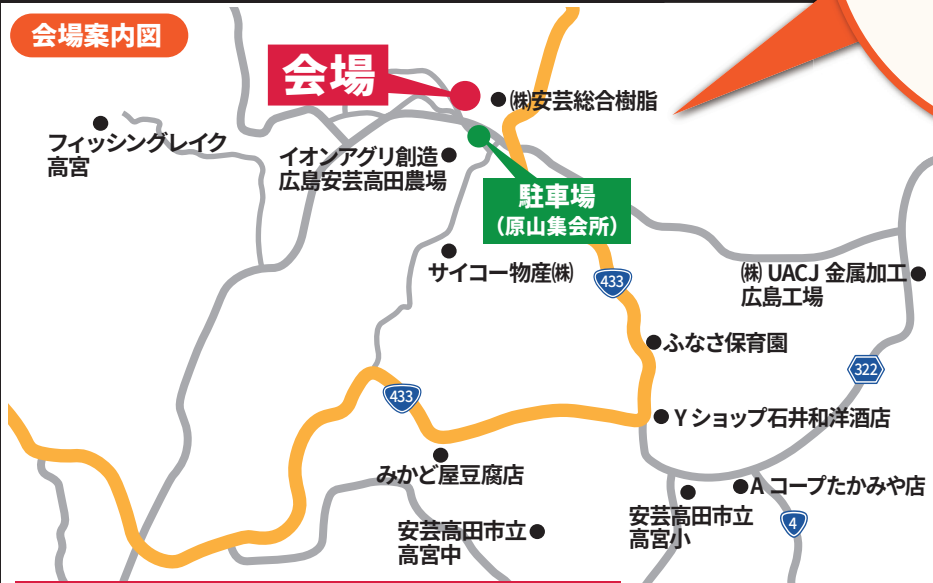 会場案内図
会場
㈱安芸総合樹脂
フィッシングレイク
高宮
イオンアグリ創造
広島安芸高田農場
駐車場
（原山集会所）
サイコー物産㈱
433
㈱ UACJ 金属加工
広島工場
ふなさ保育園
322
433
Y ショップ石井和洋酒店
みかど屋豆腐店
A コープたかみや店
安芸高田市立
高宮小
4
安芸高田市立
高宮中